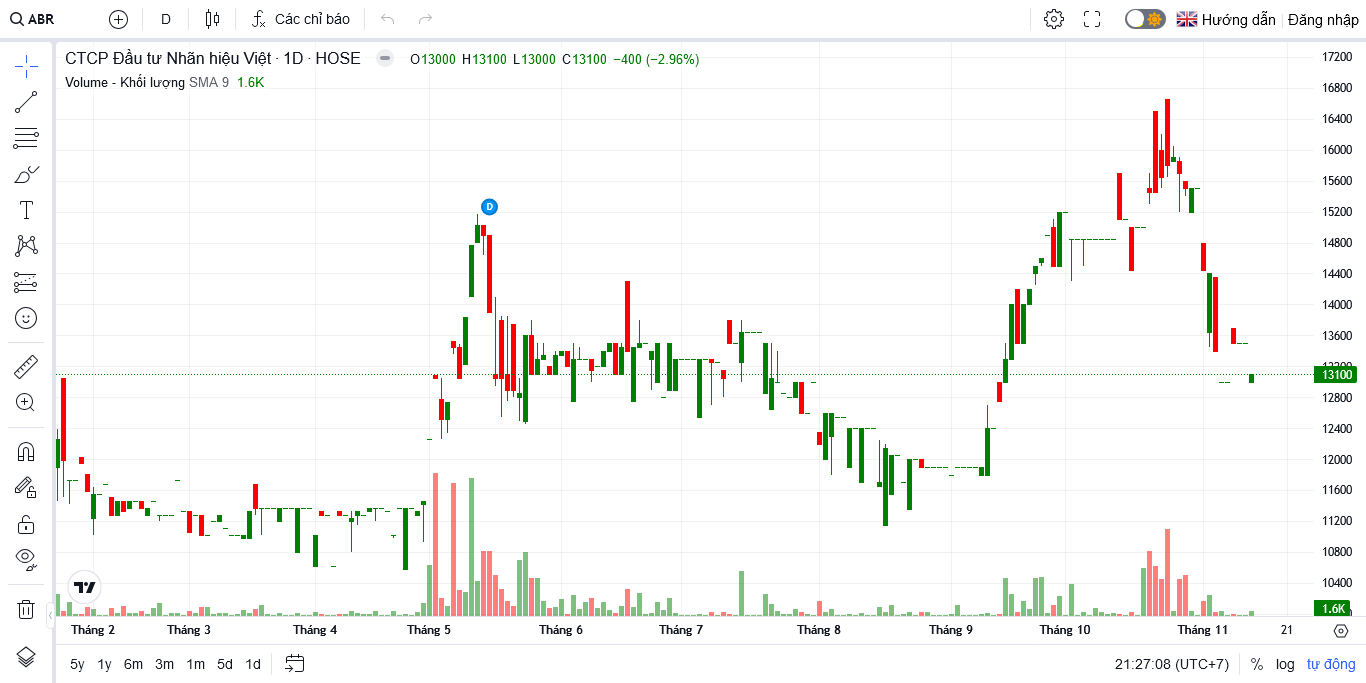 ABR D Các chỉ báo Hướng dẫn Đăng nhập
CTCP Đầu tư Nhãn hiệu Việt · 1D · HOSE O13000 H13100 L13000 C13100 −400 (−2.96%)
Volume - Khối lượng SMA 9 1.6K
17200
16800
16400
16000
15600
15200
D
14800
14400
14000
13600
13100
12800
12400
12000
11600
11200
10800
10400
1.6K
Tháng 2 Tháng 3 Tháng 4 Tháng 5 Tháng 6 Tháng 7 Tháng 8 Tháng 9 Tháng 10 Tháng 11 21
5y 1y 6m 3m 1m 5d 1d 21:27:08 (UTC+7) % log tự động